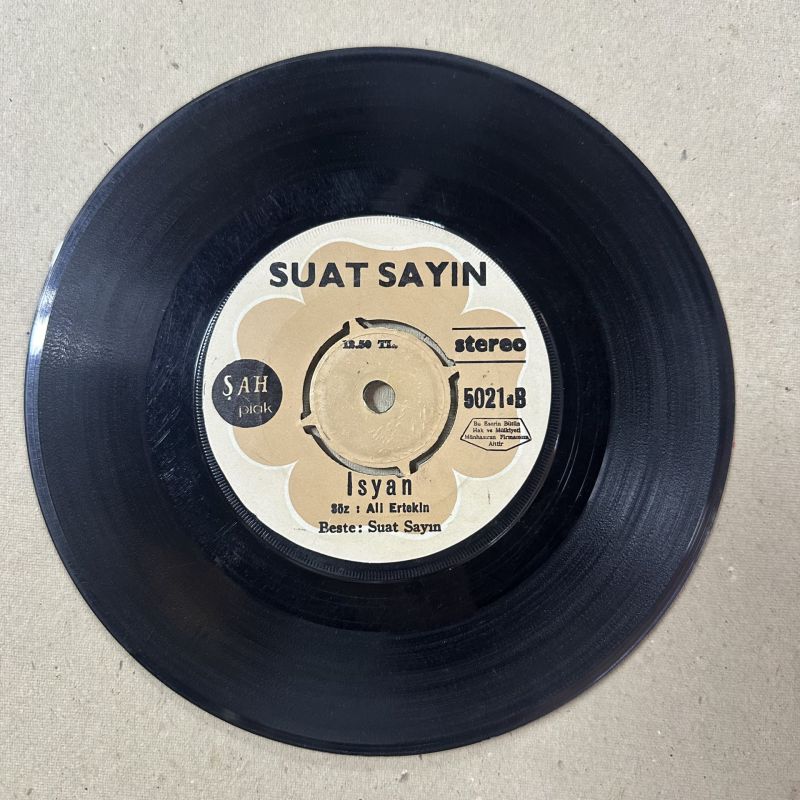 SUAT SAYIN
12.50 TL.
stereo
ŞAH
plak
5021-B
Bu Eserin Bütün
Hak ve Mülkiyeti
Münhasıran Firmamıza
Aittir
Isyan
Söz : Ali Ertekin
Beste: Suat Sayın